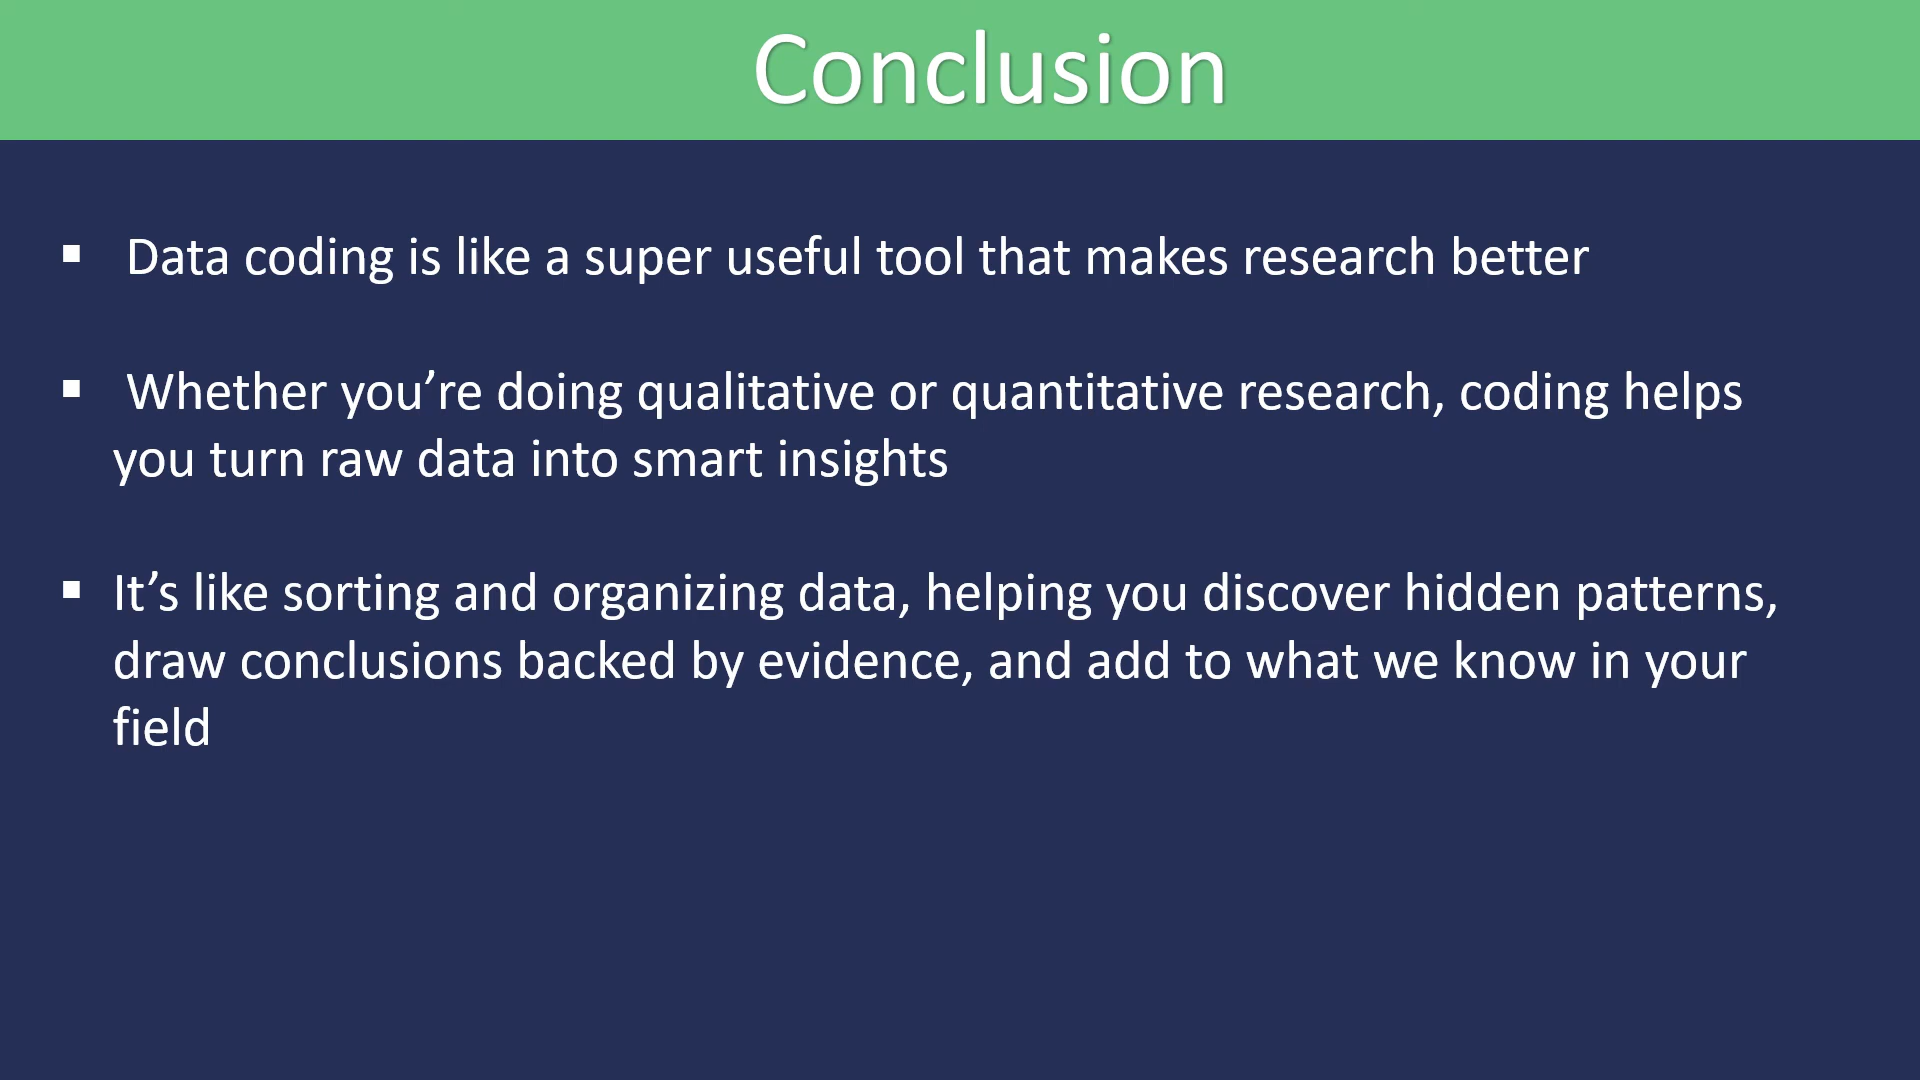 Conclusion
▪ Data coding is like a super useful tool that makes research better
▪ Whether you’re doing qualitative or quantitative research, coding helps
you turn raw data into smart insights
▪ It’s like sorting and organizing data, helping you discover hidden patterns,
draw conclusions backed by evidence, and add to what we know in your
field